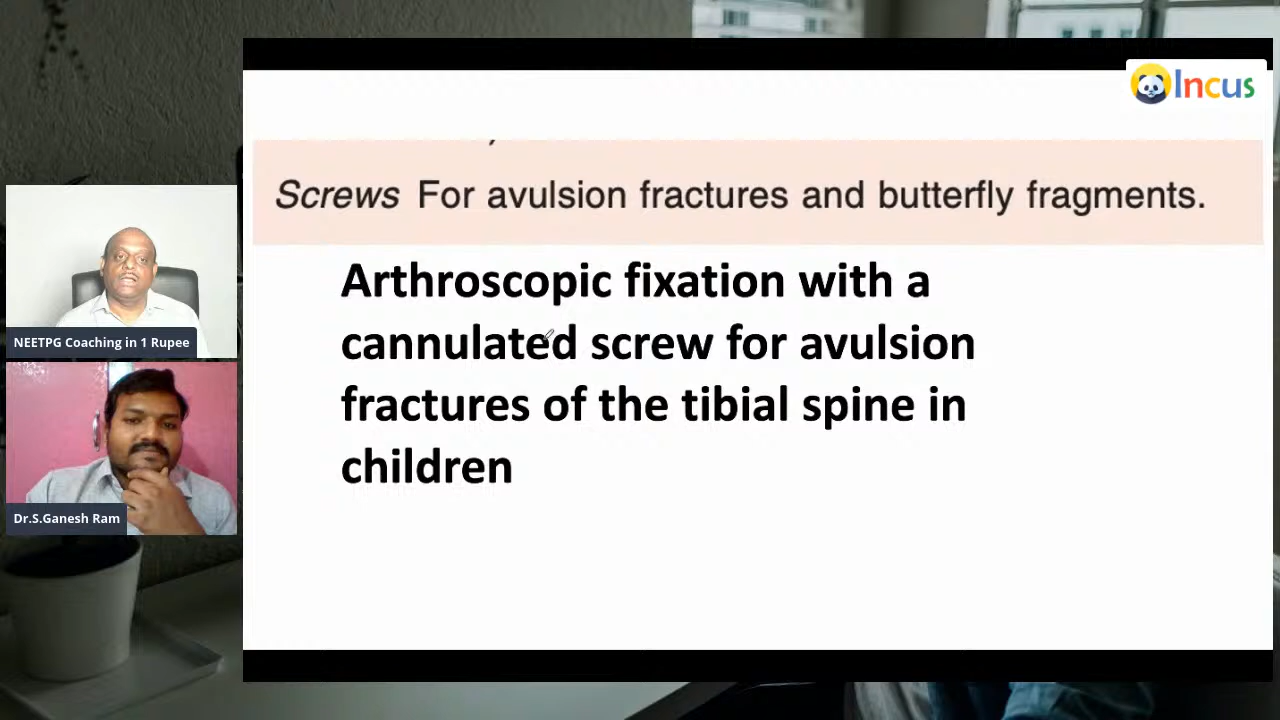 Incus
Screws For avulsion fractures and butterfly fragments.
Arthroscopic fixation with a
cannulated screw for avulsion
fractures of the tibial spine in
children
NEETPG Coaching in 1 Rupee
Dr.S.Ganesh Ram